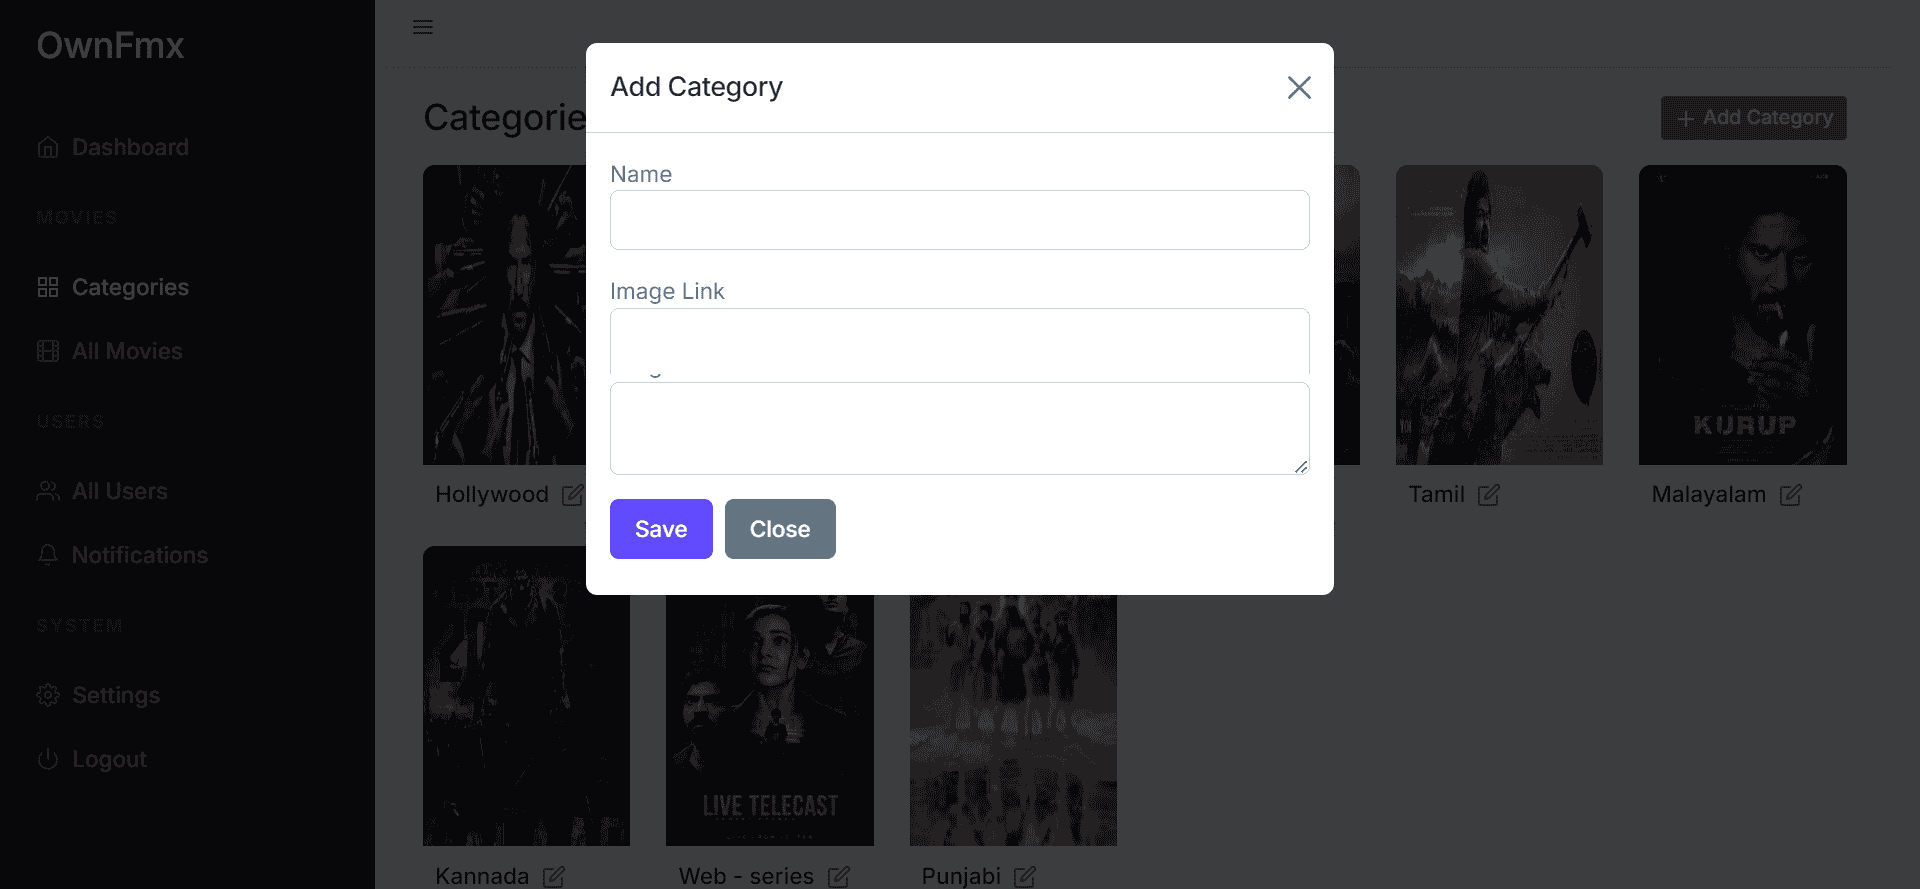 OwnFmx
Dashboard
MOVIES
Categories
All Movies
USERS
All Users
Notifications
SYSTEM
Settings
Logout
Add Category
Add Category
Name
Image Link
Save
Close
Hollywood
Tamil
Malayalam
KURUP
LIVE TELECAST
Kannada
Web - series
Punjabi